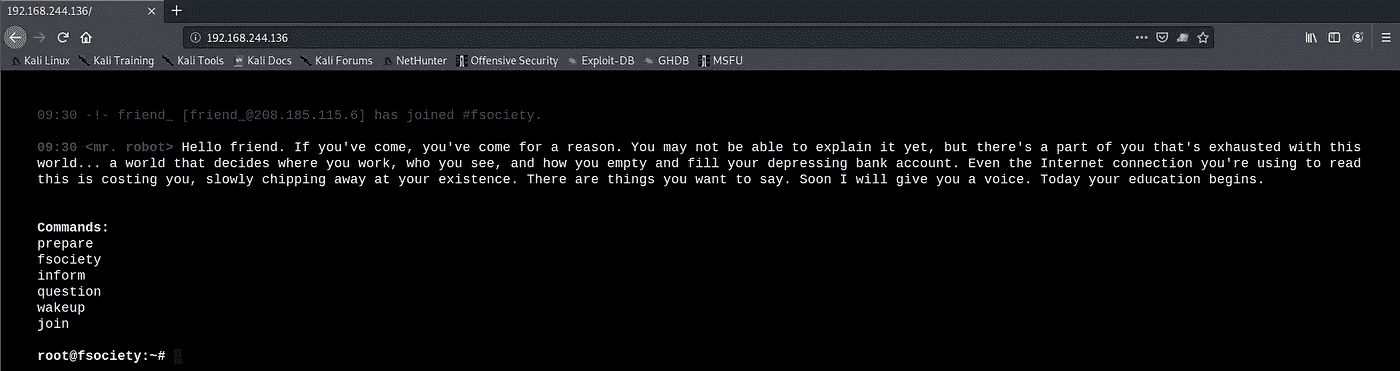 192.168.244.136/
192.168.244.136
Kali Linux Kali Training Kali Tools Kali Docs Kali Forums NetHunter Offensive Security Exploit-DB GHDB MSFU
09:30 -!- friend_ [friend_@208.185.115.6] has joined #fsociety.
09:30 <mr. robot> Hello friend. If you've come, you've come for a reason. You may not be able to explain it yet, but there's a part of you that's exhausted with this
world... a world that decides where you work, who you see, and how you empty and fill your depressing bank account. Even the Internet connection you're using to read
this is costing you, slowly chipping away at your existence. There are things you want to say. Soon I will give you a voice. Today your education begins.
Commands:
prepare
fsociety
inform
question
wakeup
join
root@fsociety:~#